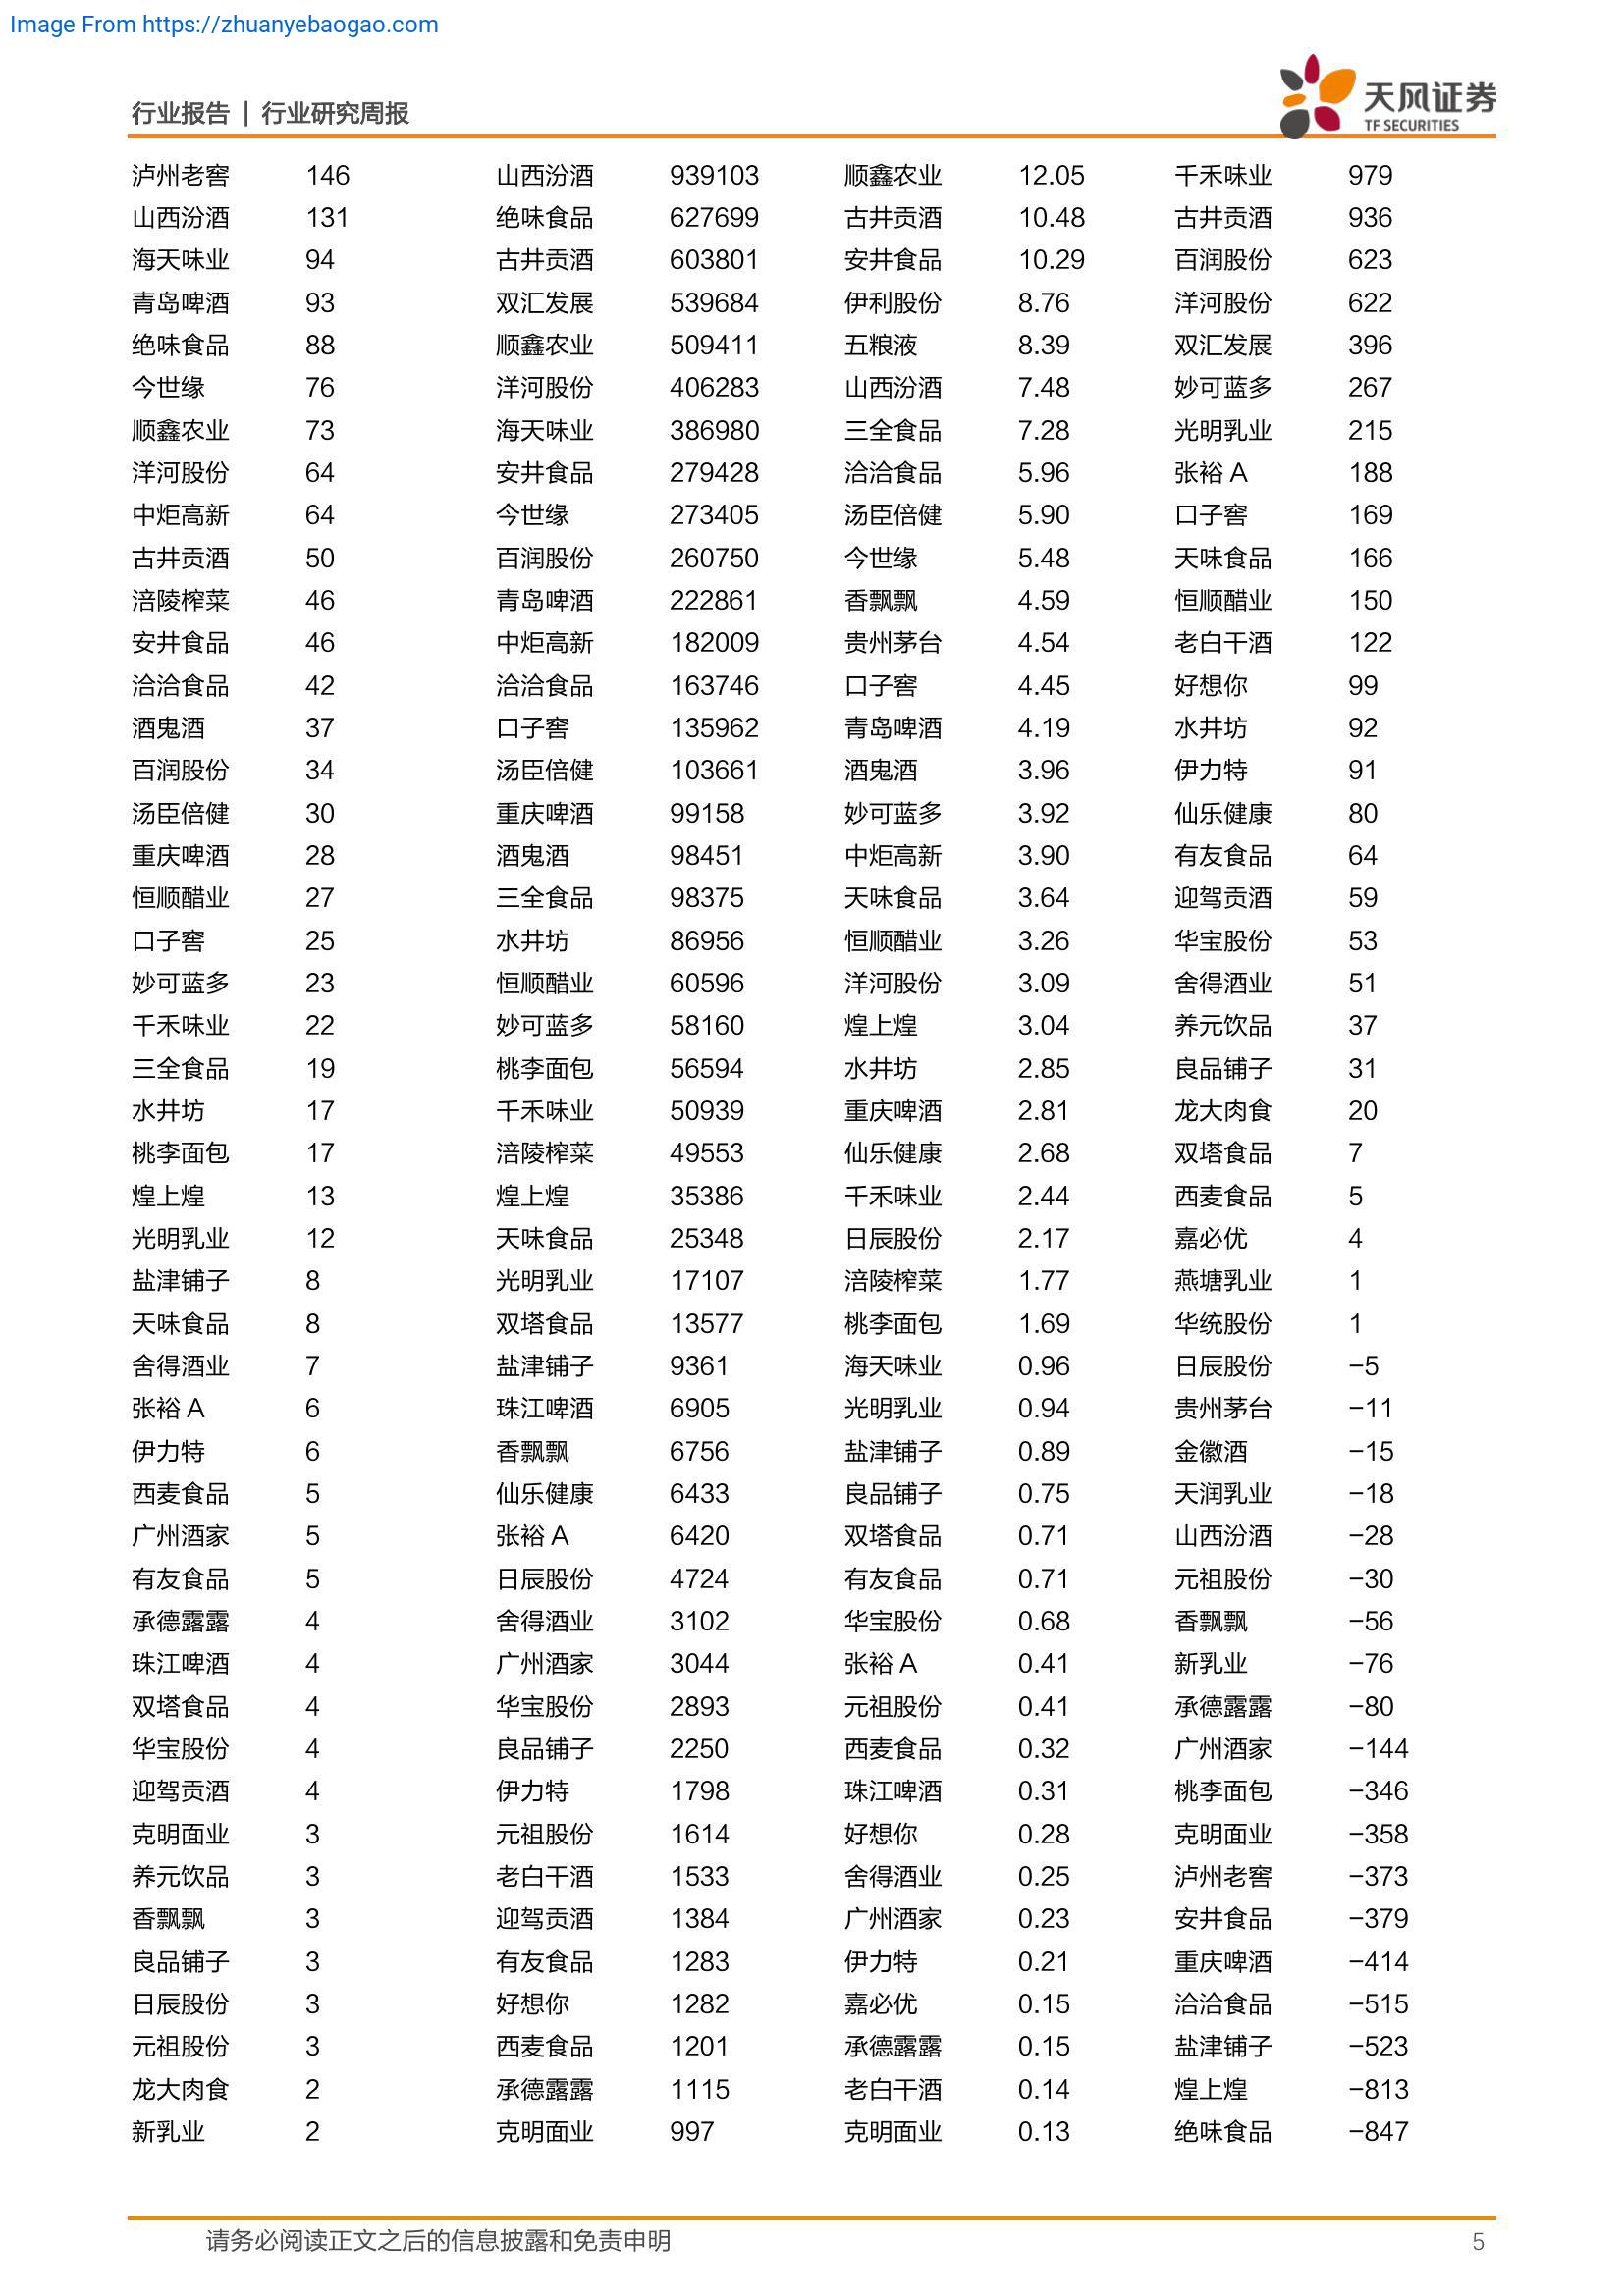 Image From https://zhuanyebaogao.com
行业报告 | 行业研究周报
天风证券
TF SECURITIES
泸州老窖 146 山西汾酒 939103 顺鑫农业 12.05 千禾味业 979
山西汾酒 131 绝味食品 627699 古井贡酒 10.48 古井贡酒 936
海天味业 94 古井贡酒 603801 安井食品 10.29 百润股份 623
青岛啤酒 93 双汇发展 539684 伊利股份 8.76 洋河股份 622
绝味食品 88 顺鑫农业 509411 五粮液 8.39 双汇发展 396
今世缘 76 洋河股份 406283 山西汾酒 7.48 妙可蓝多 267
顺鑫农业 73 海天味业 386980 三全食品 7.28 光明乳业 215
洋河股份 64 安井食品 279428 洽洽食品 5.96 张裕 A 188
中炬高新 64 今世缘 273405 汤臣倍健 5.90 口子窖 169
古井贡酒 50 百润股份 260750 今世缘 5.48 天味食品 166
涪陵榨菜 46 青岛啤酒 222861 香飘飘 4.59 恒顺醋业 150
安井食品 46 中炬高新 182009 贵州茅台 4.54 老白干酒 122
洽洽食品 42 洽洽食品 163746 口子窖 4.45 好想你 99
酒鬼酒 37 口子窖 135962 青岛啤酒 4.19 水井坊 92
百润股份 34 汤臣倍健 103661 酒鬼酒 3.96 伊力特 91
汤臣倍健 30 重庆啤酒 99158 妙可蓝多 3.92 仙乐健康 80
重庆啤酒 28 酒鬼酒 98451 中炬高新 3.90 有友食品 64
恒顺醋业 27 三全食品 98375 天味食品 3.64 迎驾贡酒 59
口子窖 25 水井坊 86956 恒顺醋业 3.26 华宝股份 53
妙可蓝多 23 恒顺醋业 60596 洋河股份 3.09 舍得酒业 51
千禾味业 22 妙可蓝多 58160 煌上煌 3.04 养元饮品 37
三全食品 19 桃李面包 56594 水井坊 2.85 良品铺子 31
水井坊 17 千禾味业 50939 重庆啤酒 2.81 龙大肉食 20
桃李面包 17 涪陵榨菜 49553 仙乐健康 2.68 双塔食品 7
煌上煌 13 煌上煌 35386 千禾味业 2.44 西麦食品 5
光明乳业 12 天味食品 25348 日辰股份 2.17 嘉必优 4
盐津铺子 8 光明乳业 17107 涪陵榨菜 1.77 燕塘乳业 1
天味食品 8 双塔食品 13577 桃李面包 1.69 华统股份 1
舍得酒业 7 盐津铺子 9361 海天味业 0.96 日辰股份 -5
张裕 A 6 珠江啤酒 6905 光明乳业 0.94 贵州茅台 -11
伊力特 6 香飘飘 6756 盐津铺子 0.89 金徽酒 -15
西麦食品 5 仙乐健康 6433 良品铺子 0.75 天润乳业 -18
广州酒家 5 张裕 A 6420 双塔食品 0.71 山西汾酒 -28
有友食品 5 日辰股份 4724 有友食品 0.71 元祖股份 -30
承德露露 4 舍得酒业 3102 华宝股份 0.68 香飘飘 -56
珠江啤酒 4 广州酒家 3044 张裕 A 0.41 新乳业 -76
双塔食品 4 华宝股份 2893 元祖股份 0.41 承德露露 -80
华宝股份 4 良品铺子 2250 西麦食品 0.32 广州酒家 -144
迎驾贡酒 4 伊力特 1798 珠江啤酒 0.31 桃李面包 -346
克明面业 3 元祖股份 1614 好想你 0.28 克明面业 -358
养元饮品 3 老白干酒 1533 舍得酒业 0.25 泸州老窖 -373
香飘飘 3 迎驾贡酒 1384 广州酒家 0.23 安井食品 -379
良品铺子 3 有友食品 1283 伊力特 0.21 重庆啤酒 -414
日辰股份 3 好想你 1282 嘉必优 0.15 洽洽食品 -515
元祖股份 3 西麦食品 1201 承德露露 0.15 盐津铺子 -523
龙大肉食 2 承德露露 1115 老白干酒 0.14 煌上煌 -813
新乳业 2 克明面业 997 克明面业 0.13 绝味食品 -847
请务必阅读正文之后的信息披露和免责申明 5